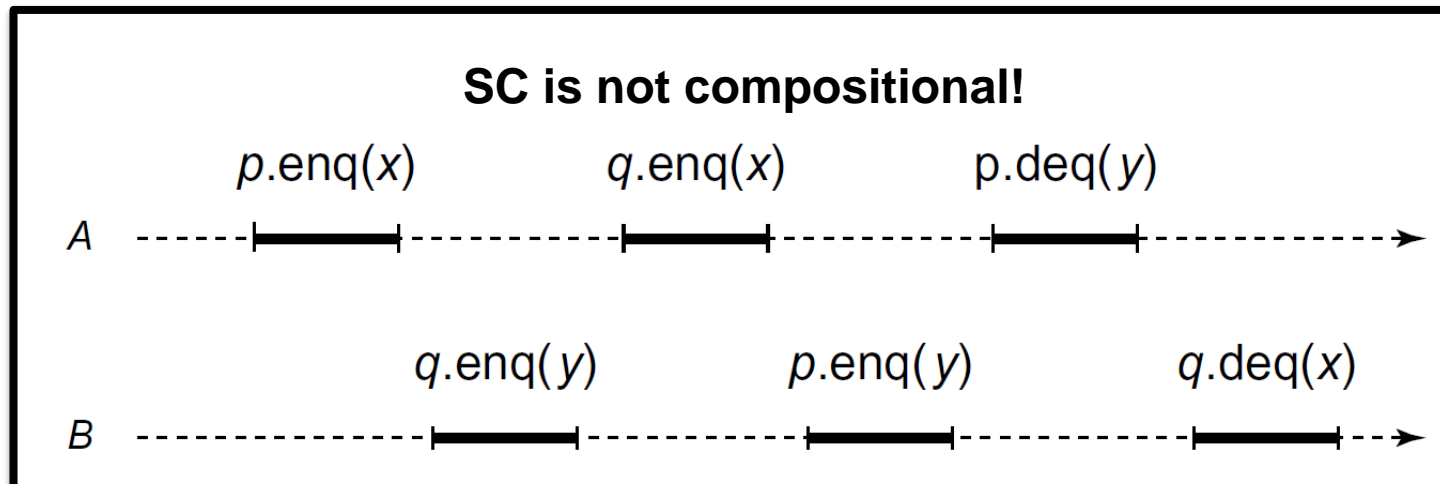 SC is not compositional!
p.enq(x) q.enq(x) p.deq(y)
A
q.enq(y) p.enq(y) q.deq(x)
B